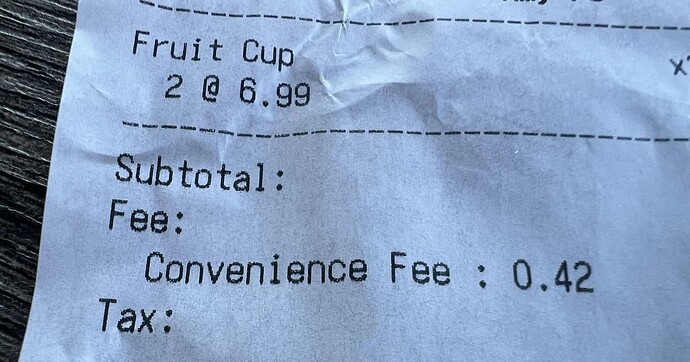 Fruit Cup
2 @ 6.99
Subtotal:
Fee:
Convenience Fee : 0.42
Tax: